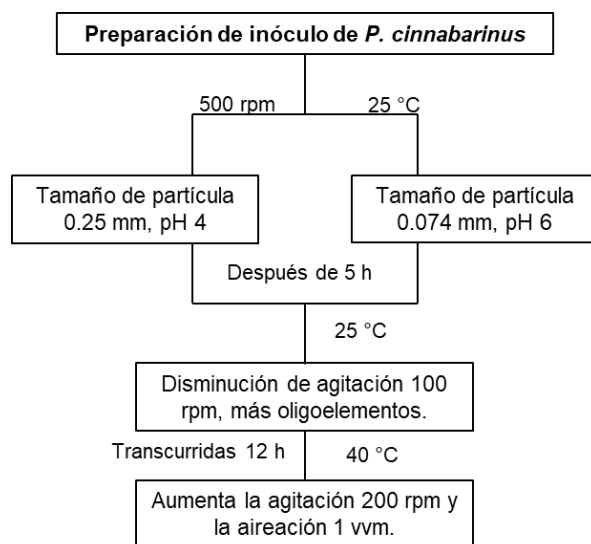 Preparación de inóculo de P. cinnabarinus
500 rpm
25 °C
Tamaño de partícula
0.25 mm, pH 4
Tamaño de partícula
0.074 mm, pH 6
Después de 5 h
25 °C
Disminución de agitación 100
rpm, más oligoelementos.
Transcurridas 12 h
40 °C
Aumenta la agitación 200 rpm y
la aireación 1 vvm.